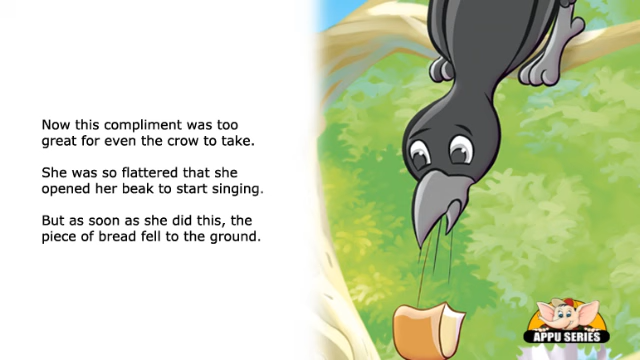 Now this compliment was too
great for even the crow to take.
She was so flattered that she
opened her beak to start singing.
But as soon as she did this, the
piece of bread fell to the ground.
APPU SERIES